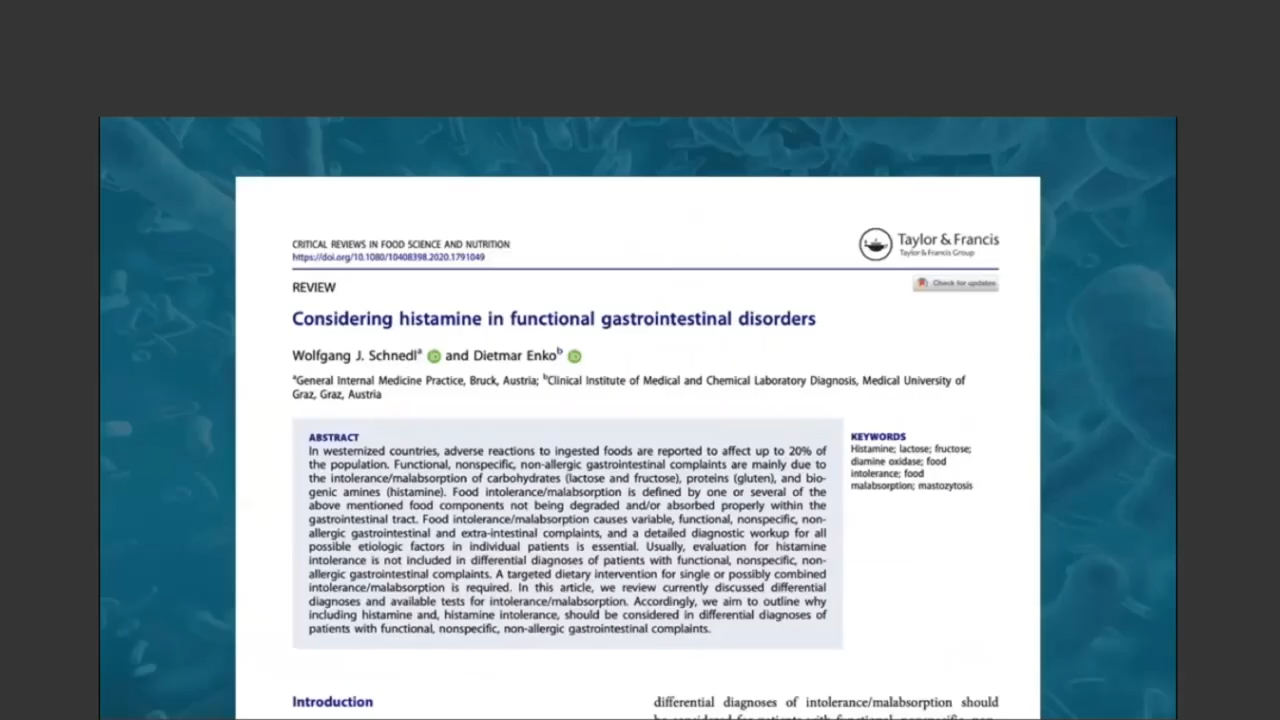 CRITICAL REVIEWS IN FOOD SCIENCE AND NUTRITION
https://doi.org/10.1080/10408398.2020.1791049
Taylor & Francis
Taylor & Francis Group
REVIEW
Check for updates
Considering histamine in functional gastrointestinal disorders
Wolfgang J. Schnedlª iD and Dietmar Enkoᵇ iD
ªGeneral Internal Medicine Practice, Bruck, Austria; ᵇClinical Institute of Medical and Chemical Laboratory Diagnosis, Medical University of
Graz, Graz, Austria
ABSTRACT
In westernized countries, adverse reactions to ingested foods are reported to affect up to 20% of
the population. Functional, nonspecific, non-allergic gastrointestinal complaints are mainly due to
the intolerance/malabsorption of carbohydrates (lactose and fructose), proteins (gluten), and bio-
genic amines (histamine). Food intolerance/malabsorption is defined by one or several of the
above mentioned food components not being degraded and/or absorbed properly within the
gastrointestinal tract. Food intolerance/malabsorption causes variable, functional, nonspecific, non-
allergic gastrointestinal and extra-intestinal complaints, and a detailed diagnostic workup for all
possible etiologic factors in individual patients is essential. Usually, evaluation for histamine
intolerance is not included in differential diagnoses of patients with functional, nonspecific, non-
allergic gastrointestinal complaints. A targeted dietary intervention for single or possibly combined
intolerance/malabsorption is required. In this article, we review currently discussed differential
diagnoses and available tests for intolerance/malabsorption. Accordingly, we aim to outline why
including histamine and, histamine intolerance, should be considered in differential diagnoses of
patients with functional, nonspecific, non-allergic gastrointestinal complaints.
KEYWORDS
Histamine; lactose; fructose;
diamine oxidase; food
intolerance; food
malabsorption; mastozytosis
Introduction
differential diagnoses of intolerance/malabsorption should